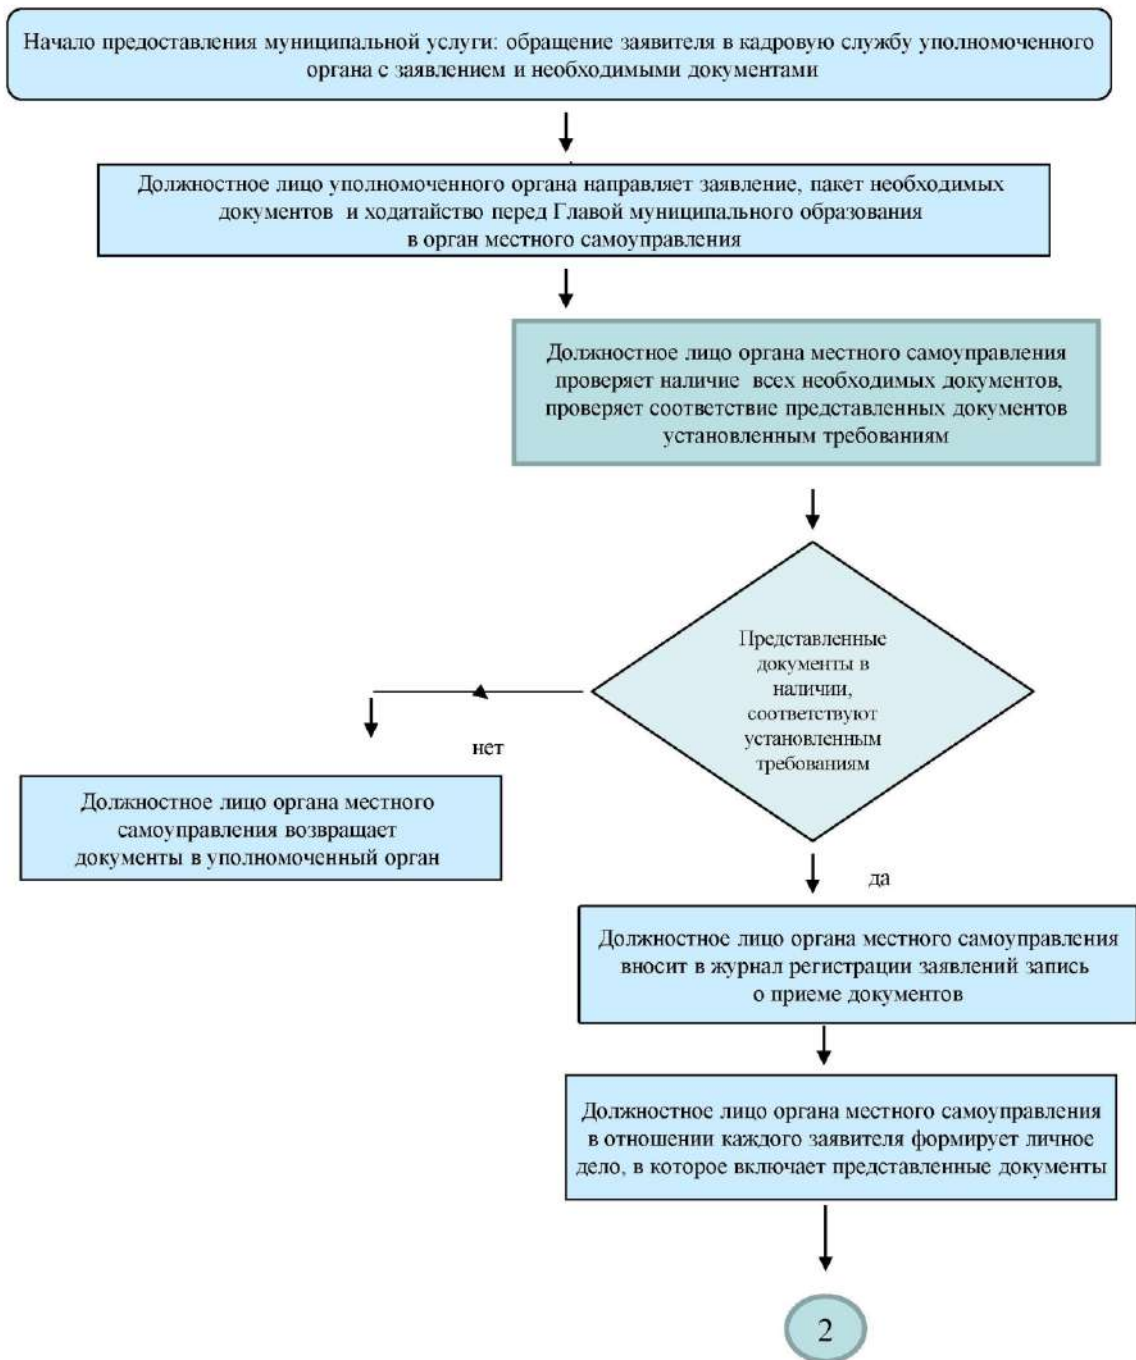 Начало предоставления муниципальной услуги: обращение заявителя в кадровую службу уполномоченного
органа с заявлением и необходимыми документами
Должностное лицо уполномоченного органа направляет заявление, пакет необходимых
документов и ходатайство перед Главой муниципального образования
в орган местного самоуправления
Должностное лицо органа местного самоуправления
проверяет наличие всех необходимых документов,
проверяет соответствие представленных документов
установленным требованиям
Представленные
документы в
наличии,
соответствуют
установленным
требованиям
нет
Должностное лицо органа местного
самоуправления возвращает
документы в уполномоченный орган
да
Должностное лицо органа местного самоуправления
вносит в журнал регистрации заявлений запись
о приеме документов
Должностное лицо органа местного самоуправления
в отношении каждого заявителя формирует личное
дело, в которое включает представленные документы
2